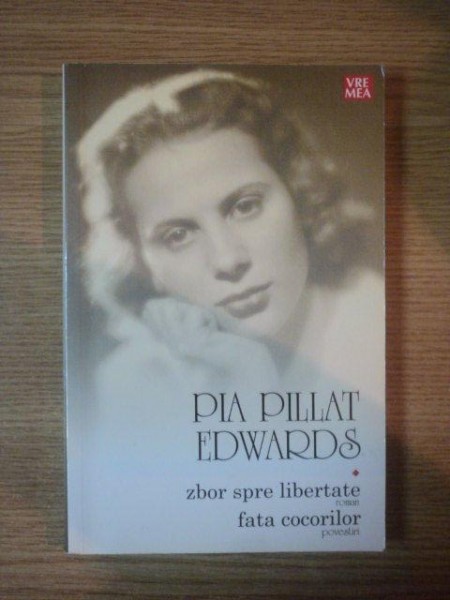 VRE
MEA
PIA PILLAT
EDWARDS
zbor spre libertate
roman
fata cocorilor
povestiri